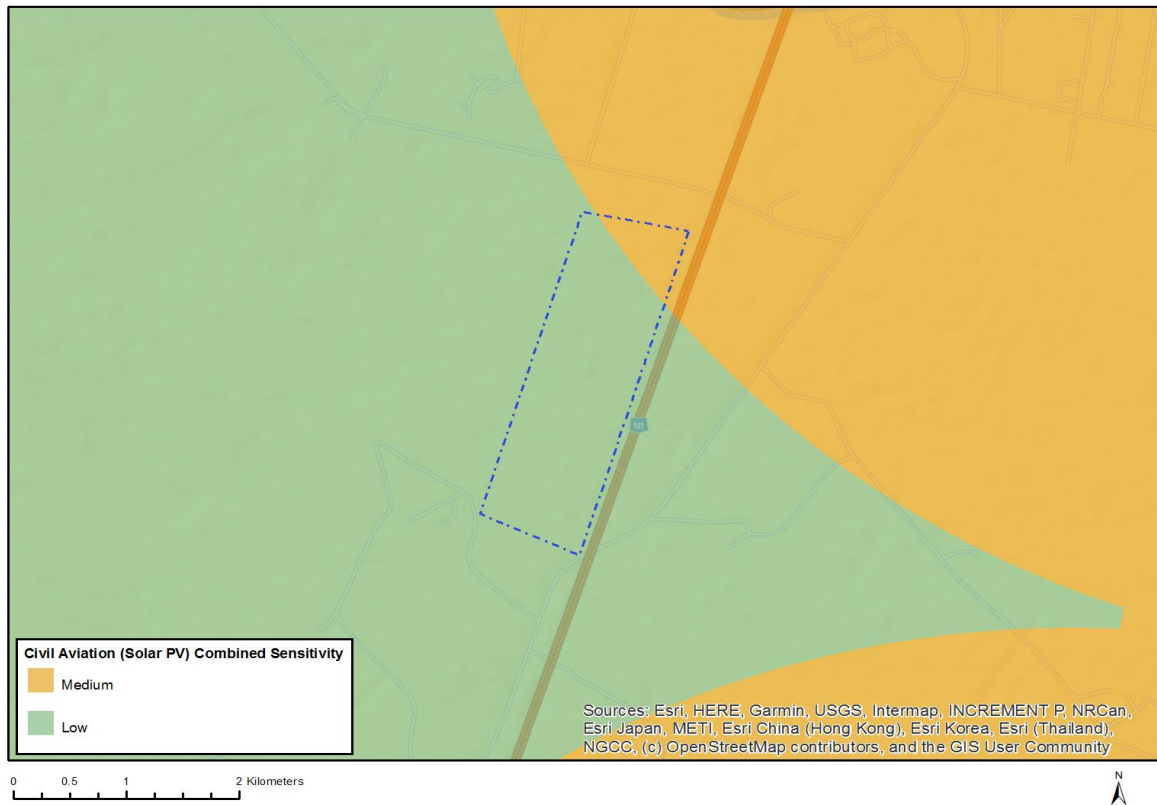 N1
Civil Aviation (Solar PV) Combined Sensitivity
Medium
Low
Sources: Esri, HERE, Garmin, USGS, Intermap, INCREMENT P, NRCan,
Esri Japan, METI, Esri China (Hong Kong), Esri Korea, Esri (Thailand),
NGCC, (c) OpenStreetMap contributors, and the GIS User Community
0 0.5 1 2 Kilometers
N